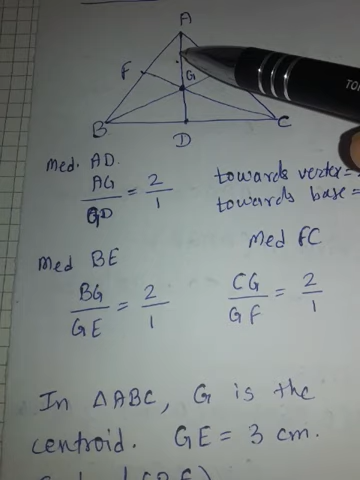 A
F
G
B
C
D
Med. AD.
AG/GD = 2/1
towards vertex =
towards base =
Med BE
BG/GE = 2/1
Med FC
CG/GF = 2/1
In △ABC, G is the
centroid. GE = 3 cm.